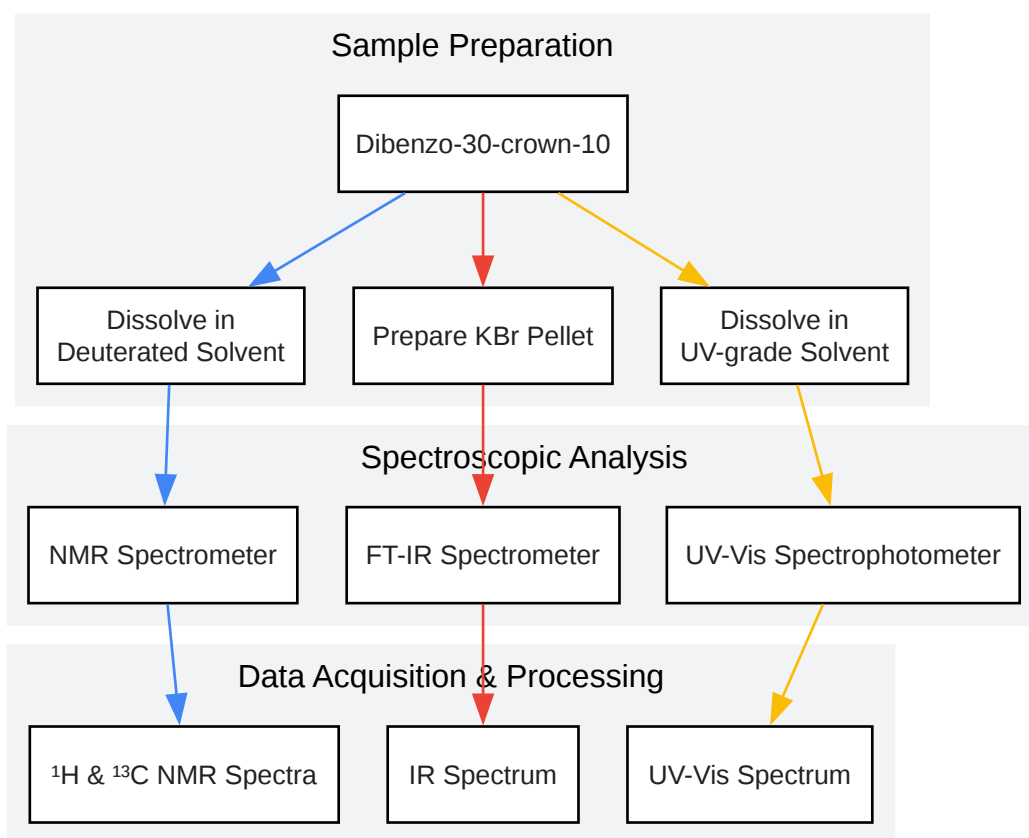 Sample Preparation
Dibenzo-30-crown-10
Dissolve in
Deuterated Solvent
Prepare KBr Pellet
Dissolve in
UV-grade Solvent
Spectroscopic Analysis
NMR Spectrometer
FT-IR Spectrometer
UV-Vis Spectrophotometer
Data Acquisition & Processing
¹H & ¹³C NMR Spectra
IR Spectrum
UV-Vis Spectrum